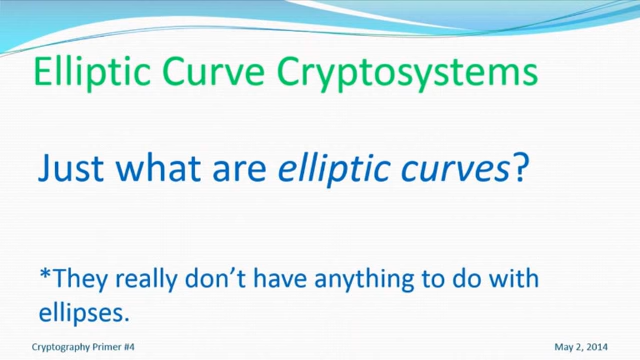 Elliptic Curve Cryptosystems
Just what are elliptic curves?
*They really don't have anything to do with
ellipses.
Cryptography Primer #4
May 2, 2014